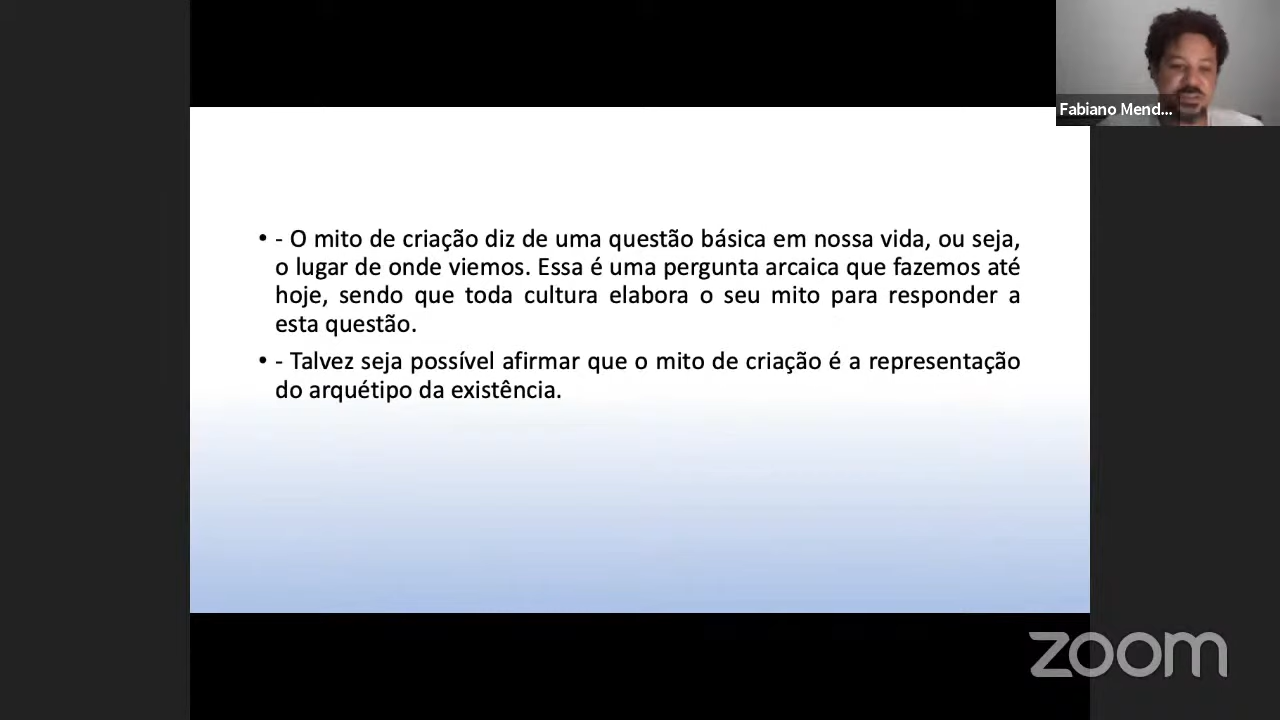 Fabiano Mend...
• - O mito de criação diz de uma questão básica em nossa vida, ou seja,
o lugar de onde viemos. Essa é uma pergunta arcaica que fazemos até
hoje, sendo que toda cultura elabora o seu mito para responder a
esta questão.
• - Talvez seja possível afirmar que o mito de criação é a representação
do arquétipo da existência.
zoom